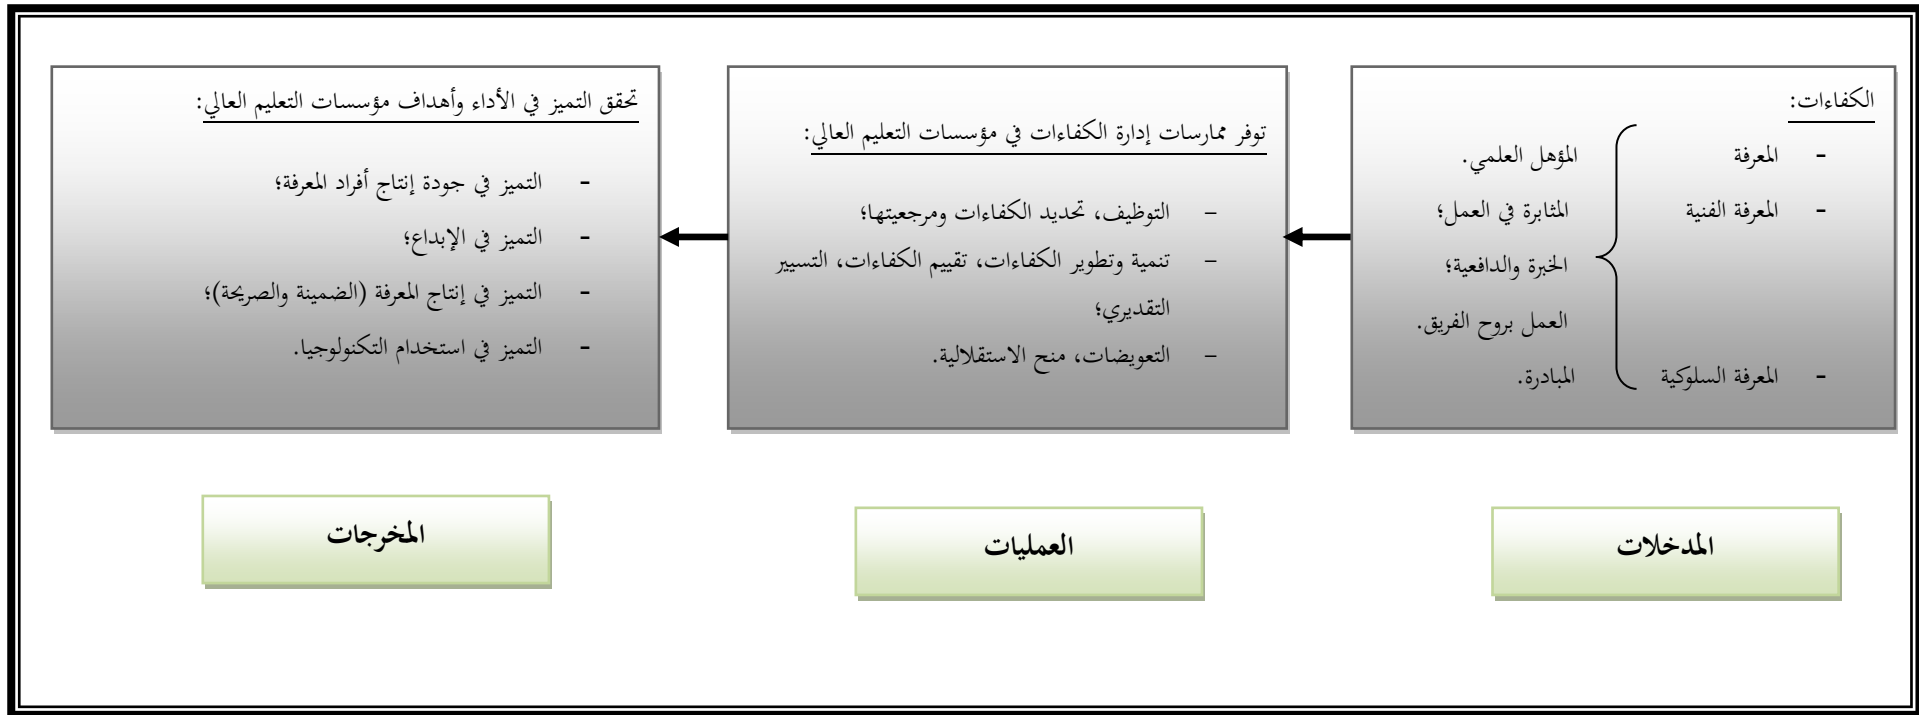 الكفاءات:
- المعرفة
المؤهل العلمي.
- المعرفة الفنية
المثابرة في العمل؛
الخبرة والدافعية؛
العمل بروح الفريق.
- المعرفة السلوكية
المبادرة.
توفر ممارسات إدارة الكفاءات في مؤسسات التعليم العالي:
- التوظيف، تحديد الكفاءات ومرجعيتها؛
- تنمية وتطوير الكفاءات، تقييم الكفاءات، التسيير
التقديري؛
- التعويضات، منح الاستقلالية.
تحقق التميز في الأداء وأهداف مؤسسات التعليم العالي:
- التميز في جودة إنتاج أفراد المعرفة؛
- التميز في الإبداع؛
- التميز في إنتاج المعرفة (الضمينة والصريحة)؛
- التميز في استخدام التكنولوجيا.
المدخلات
العمليات
المخرجات